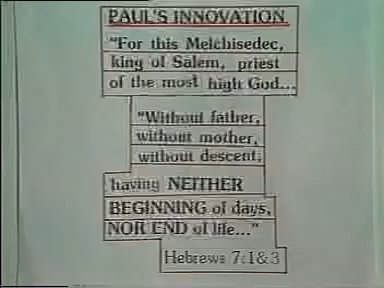 PAUL'S INNOVATION
"For this Melchisedec,
king of Salem, priest
of the most high God...
"Without father,
without mother,
without descent,
having NEITHER
BEGINNING of days,
NOR END of life..."
Hebrews 7:1&3